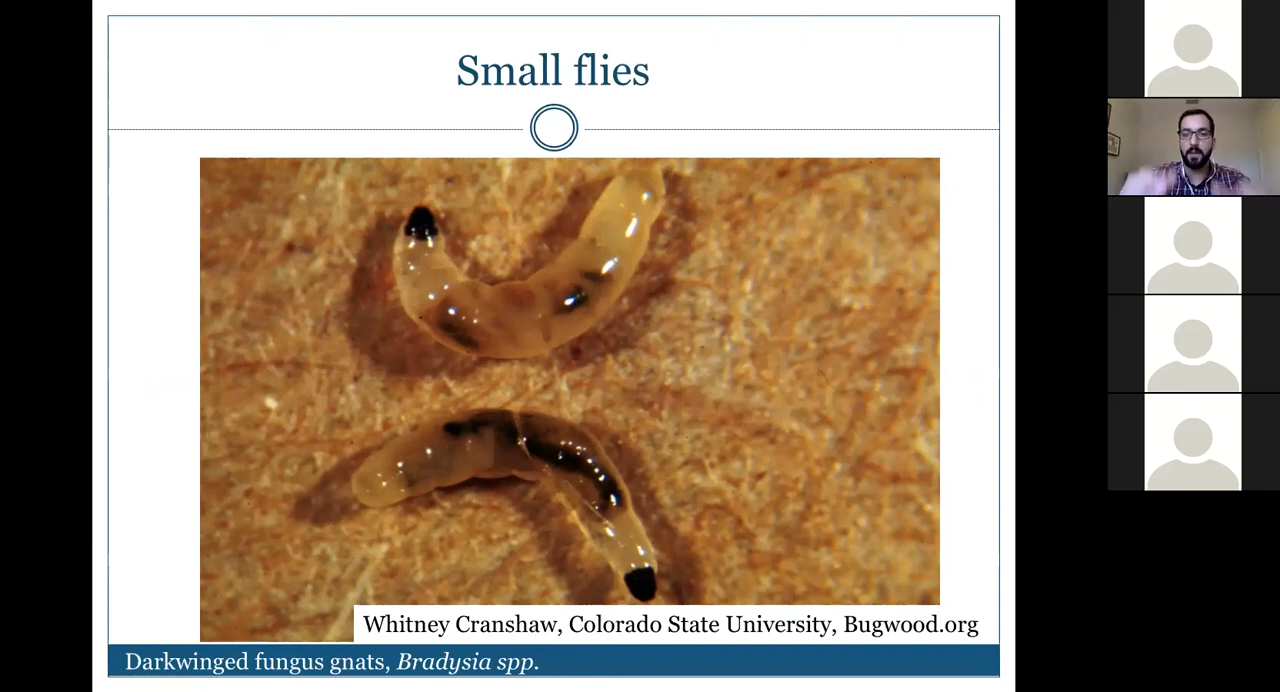 Small flies
Whitney Cranshaw, Colorado State University, Bugwood.org
Darkwinged fungus gnats, Bradysia spp.